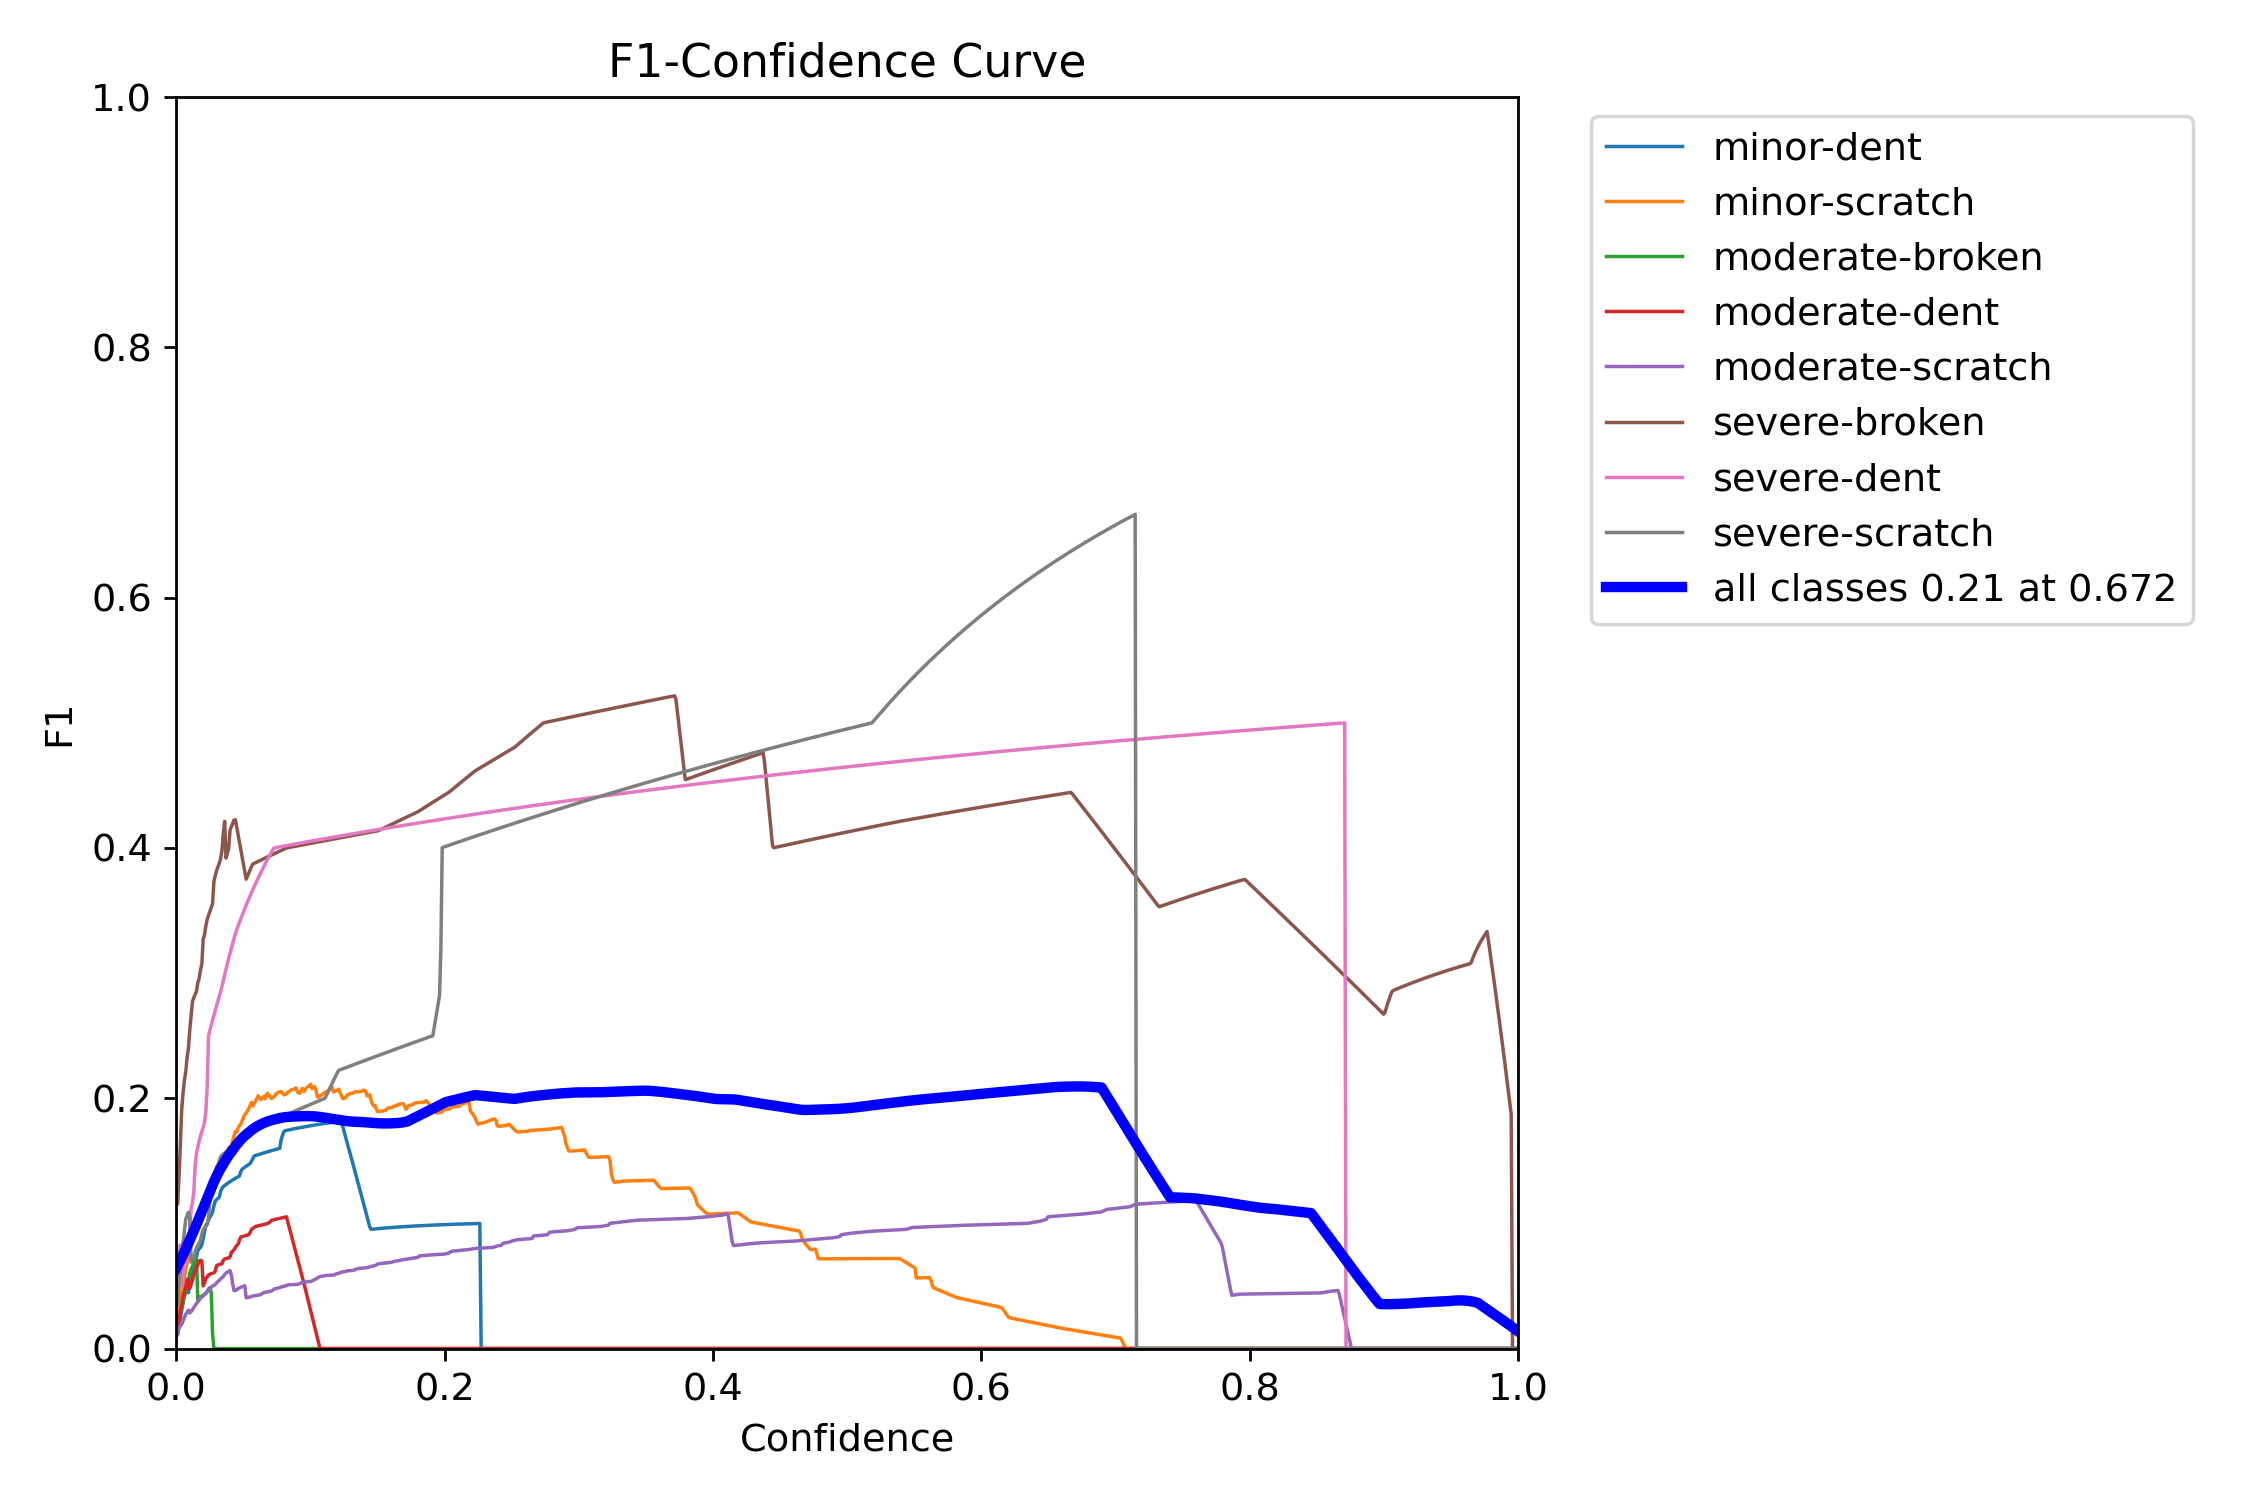 F1-Confidence Curve
1.0
0.8
0.6
0.4
0.2
0.0
F1
0.0 0.2 0.4 0.6 0.8 1.0
Confidence
minor-dent
minor-scratch
moderate-broken
moderate-dent
moderate-scratch
severe-broken
severe-dent
severe-scratch
all classes 0.21 at 0.672